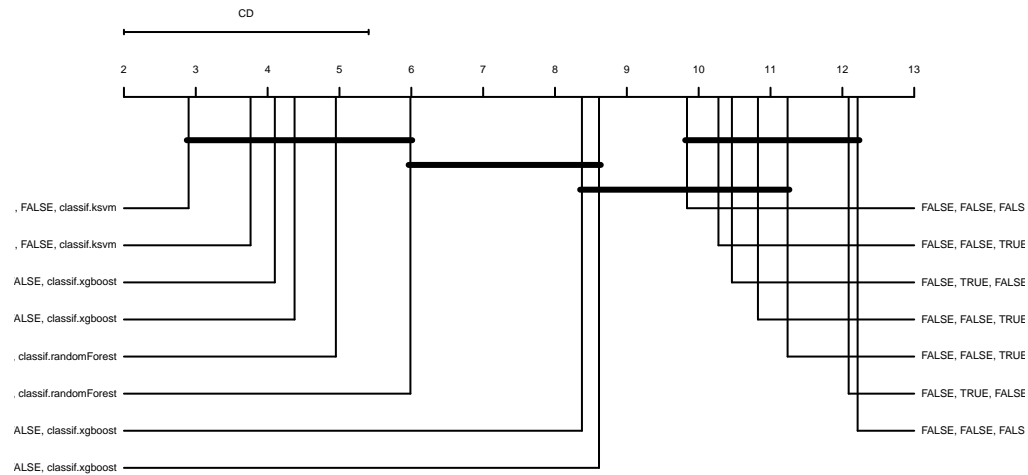 CD
2 3 4 5 6 7 8 9 10 11 12 13
, FALSE, classif.ksvm
FALSE, FALSE, FALS
, FALSE, classif.ksvm
FALSE, FALSE, TRUE
ALSE, classif.xgboost
FALSE, TRUE, FALSE
ALSE, classif.xgboost
FALSE, FALSE, TRUE
, classif.randomForest
FALSE, FALSE, TRUE
, classif.randomForest
FALSE, TRUE, FALSE
ALSE, classif.xgboost
FALSE, FALSE, FALS
ALSE, classif.xgboost